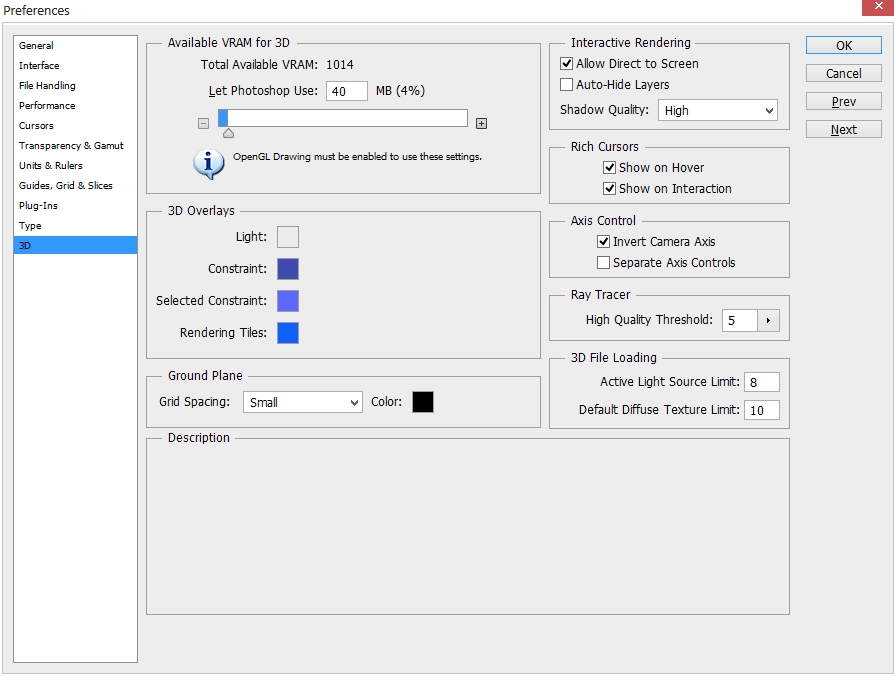 Preferences
General
Interface
File Handling
Performance
Cursors
Transparency & Gamut
Units & Rulers
Guides, Grid & Slices
Plug-Ins
Type
3D
Available VRAM for 3D
Total Available VRAM: 1014
Let Photoshop Use: 40 MB (4%)
OpenGL Drawing must be enabled to use these settings.
3D Overlays
Light:
Constraint:
Selected Constraint:
Rendering Tiles:
Ground Plane
Grid Spacing: Small Color:
Interactive Rendering
Allow Direct to Screen
Auto-Hide Layers
Shadow Quality: High
Rich Cursors
Show on Hover
Show on Interaction
Axis Control
Invert Camera Axis
Separate Axis Controls
Ray Tracer
High Quality Threshold: 5
3D File Loading
Active Light Source Limit: 8
Default Diffuse Texture Limit: 10
Description
OK
Cancel
Prev
Next